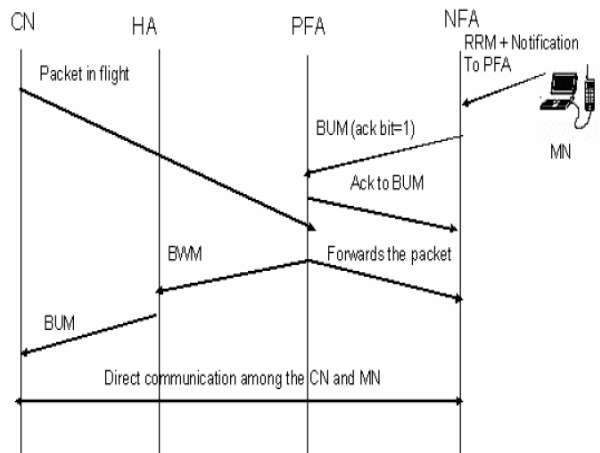 CN
HA
PFA
NFA
RRM + Notification
To PFA
Packet in flight
MN
BUM (ack bit=1)
Ack to BUM
BWM
Forwards the packet
BUM
Direct communication among the CN and MN